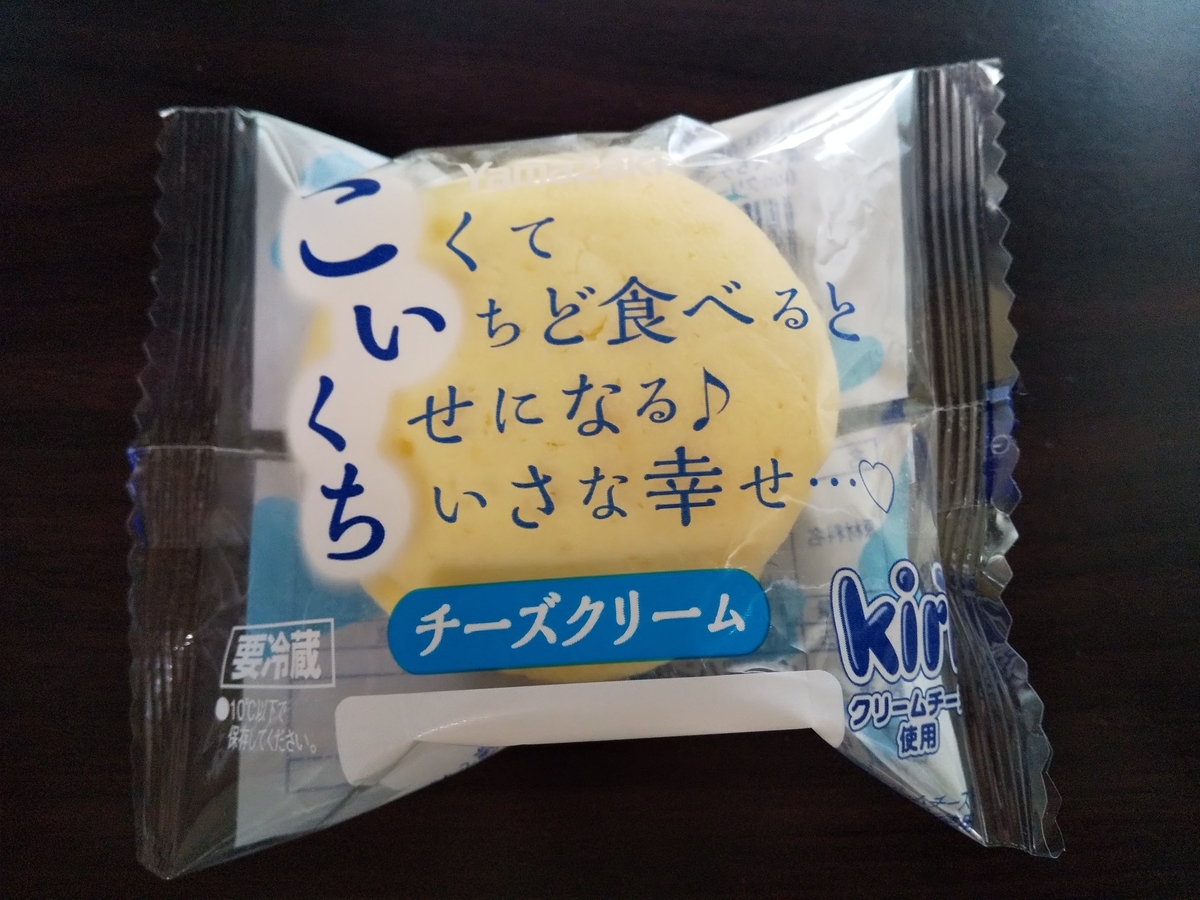 Yamazaki
こくて
いちど食べると
くせになる♪
ちいさな幸せ…♡
チーズクリーム
要冷蔵
●10℃以下で
保存してください。
kiri
クリームチーズ
使用